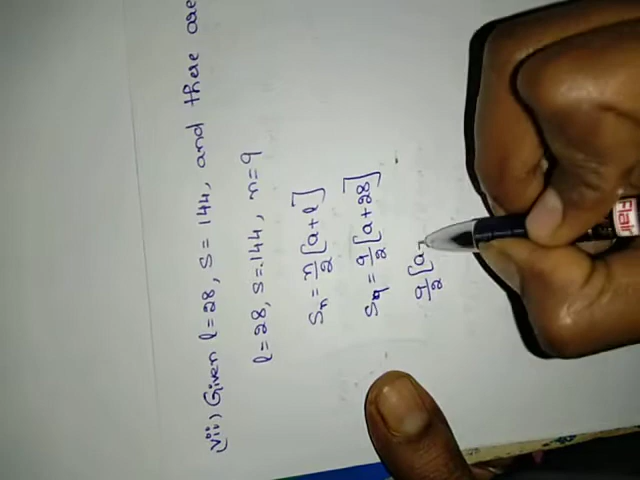 (vii) Given l=28, S=144, and there are
l=28, S=144, n=9
Sn = n/2 [a+l]
S9 = 9/2 [a+28]
9/2 [a
Flair